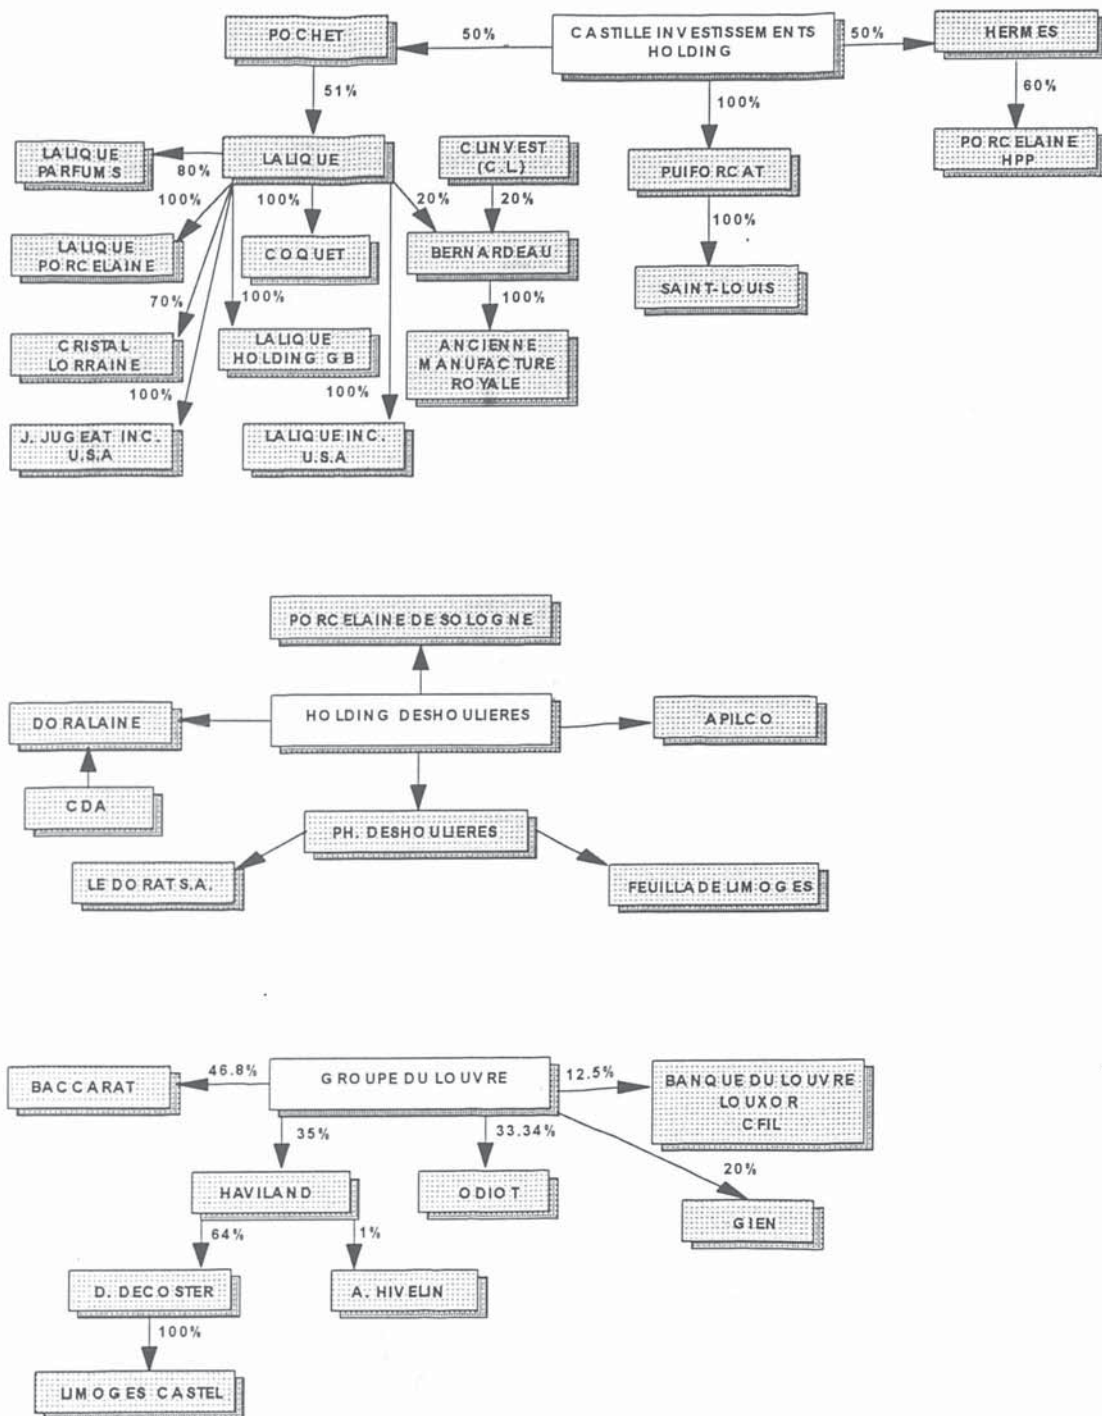 POCHET
50%
CASTILLE INVESTISSEMENTS
HOLDING
50%
HERMES
51%
100%
60%
LALIQUE
PARFUMS
80%
LALIQUE
CLINVEST
(C.L.)
PUIFORCAT
PORCELAINE
HPP
100%
100%
20%
20%
100%
LALIQUE
PORCELAINE
COQUET
BERNARDEAU
SAINT-LOUIS
70%
100%
100%
CRISTAL
LORRAINE
LALIQUE
HOLDING GB
ANCIENNE
MANUFACTURE
ROYALE
100%
100%
J. JUGEAT INC.
U.S.A
LALIQUE INC.
U.S.A
PORCELAINE DE SOLOGNE
DORALAINE
HOLDING DESHOULIERES
APILCO
CDA
PH. DESHOULIERES
LE DORAT S.A.
FEUILLADE LIMOGES
BACCARAT
46.8%
GROUPE DU LOUVRE
12.5%
BANQUE DU LOUVRE
LOUXOR
CFIL
35%
33.34%
20%
HAVILAND
ODIOT
GIEN
64%
1%
D. DECOSTER
A. HIVELIN
100%
LIMOGES CASTEL